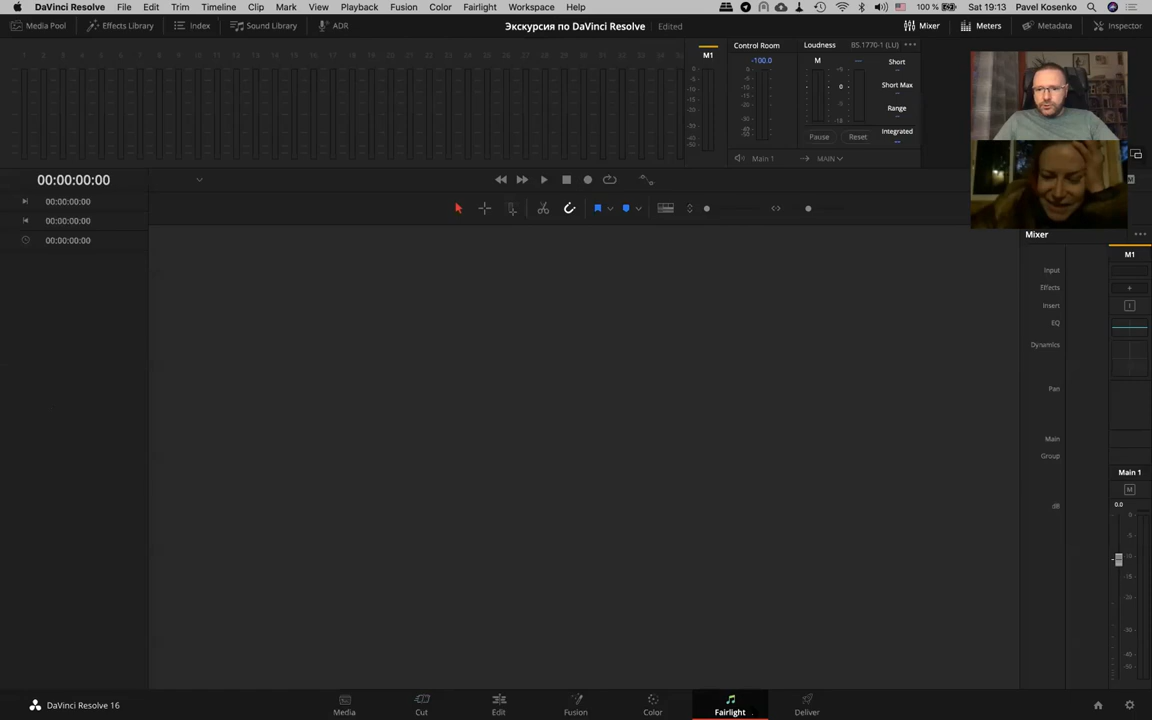 DaVinci Resolve File Edit Trim Timeline Clip Mark View Playback Fusion Color Fairlight Workspace Help 100 % Sat 19:13 Pavel Kosenko
Media Pool Effects Library Index Sound Library ADR Экскурсия по DaVinci Resolve Edited Mixer Meters Metadata Inspector
M1 Control Room Loudness BS.1770-1 (LU)
-100.0 M Short
Short Max
Range
Integrated
Pause Reset
Main 1 MAIN
00:00:00:00
00:00:00:00
00:00:00:00
00:00:00:00
Mixer
M1
Input
Effects +
Insert
EQ
Dynamics
Pan
Main
Group
Main 1
M
0.0
dB
DaVinci Resolve 16 Media Cut Edit Fusion Color Fairlight Deliver